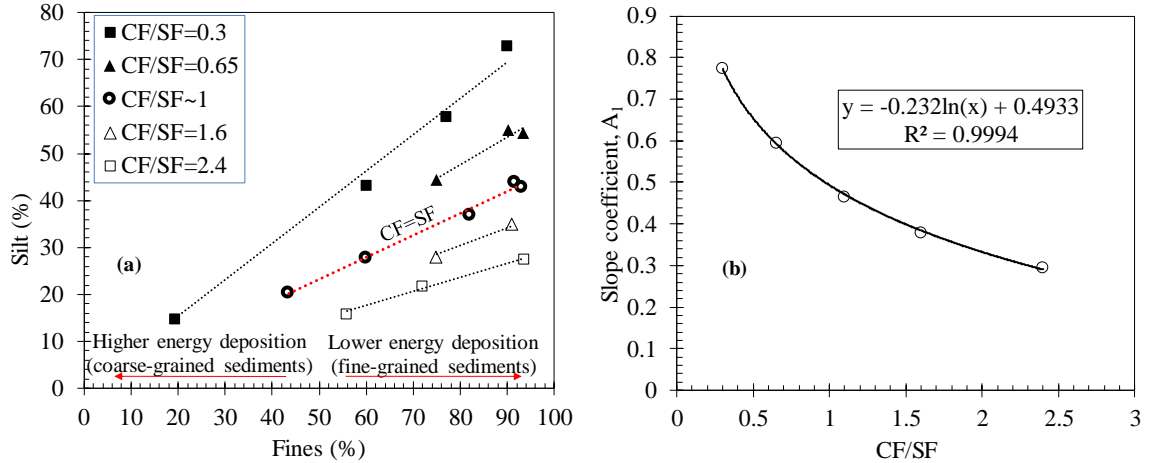 80
70
60
50
40
30
20
10
0
Silt (%)
CF/SF=0.3
CF/SF=0.65
CF/SF~1
CF/SF=1.6
CF/SF=2.4
CF=SF
(a)
Higher energy deposition
(coarse-grained sediments)
Lower energy deposition
(fine-grained sediments)
0 10 20 30 40 50 60 70 80 90 100
Fines (%)
0.9
0.8
0.7
0.6
0.5
0.4
0.3
0.2
0.1
0
Slope coefficient, A₁
y = -0.232ln(x) + 0.4933
R² = 0.9994
(b)
0 0.5 1 1.5 2 2.5 3
CF/SF